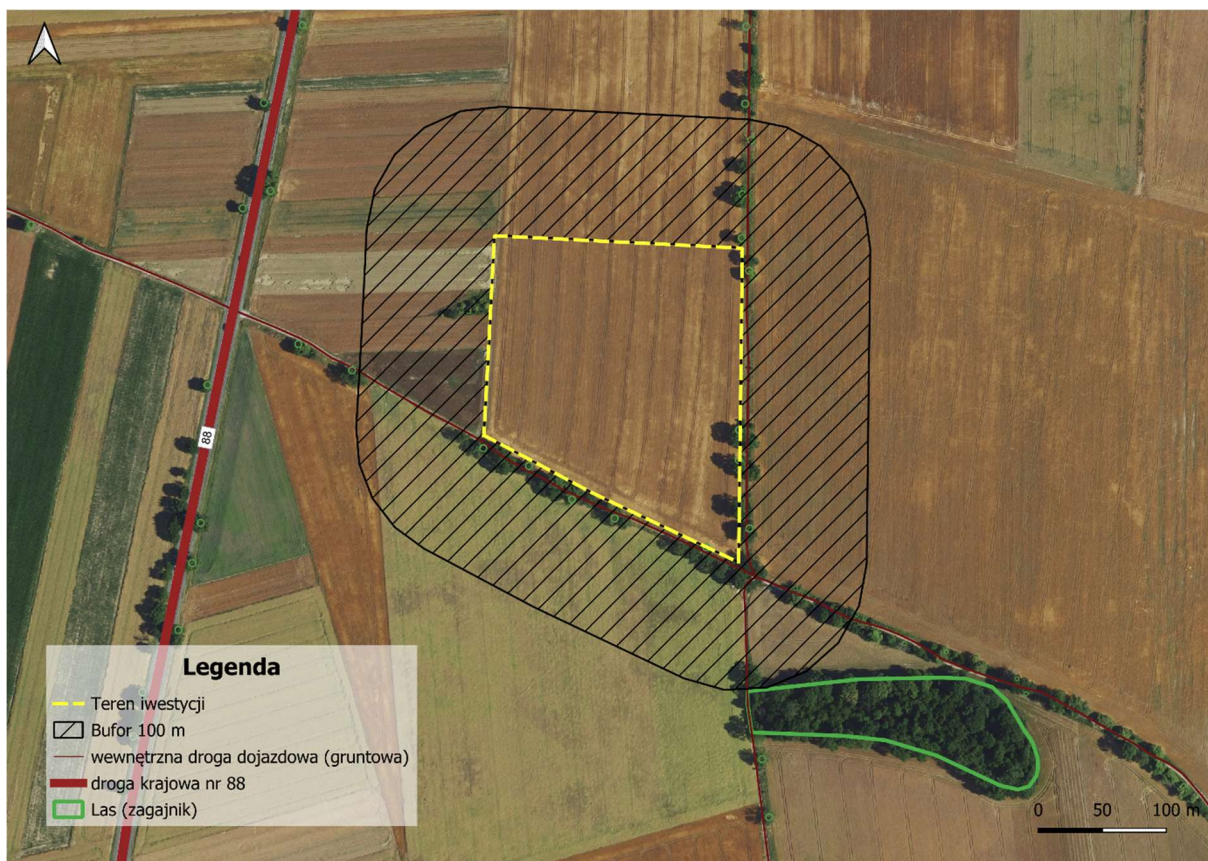 88
Legenda
Teren iwestycji
Bufor 100 m
wewnętrzna droga dojazdowa (gruntowa)
droga krajowa nr 88
Las (zagajnik)
0 50 100 m